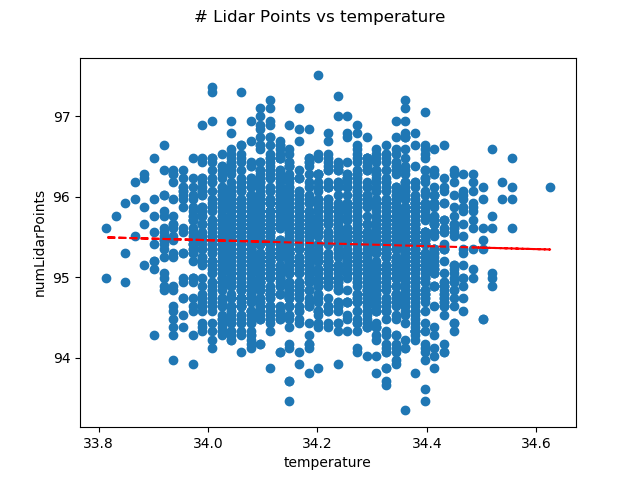 # Lidar Points vs temperature
97
96
95
94
numLidarPoints
33.8 34.0 34.2 34.4 34.6
temperature